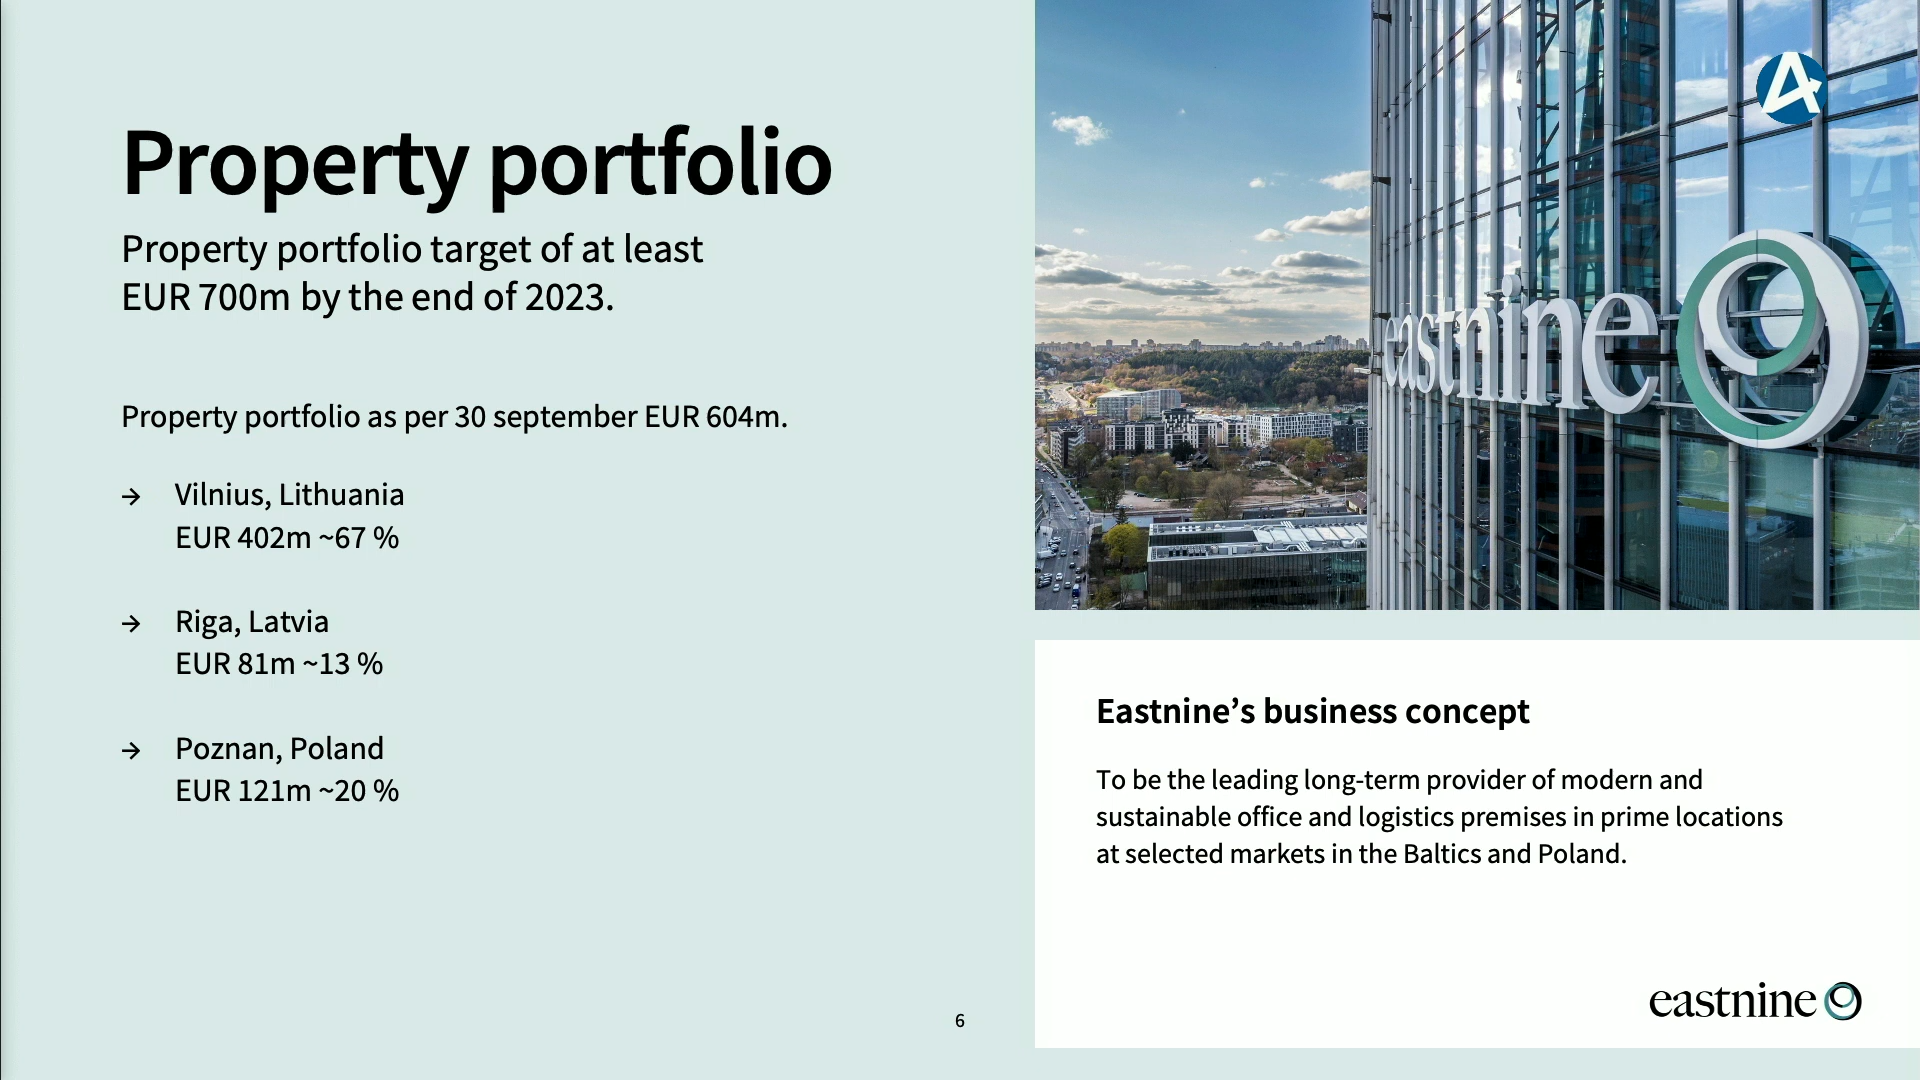 Property portfolio
Property portfolio target of at least
EUR 700m by the end of 2023.
Property portfolio as per 30 september EUR 604m.
→ Vilnius, Lithuania
EUR 402m ~67 %
→ Riga, Latvia
EUR 81m ~13 %
→ Poznan, Poland
EUR 121m ~20 %
6
eastnine
Eastnine’s business concept
To be the leading long-term provider of modern and
sustainable office and logistics premises in prime locations
at selected markets in the Baltics and Poland.
eastnine